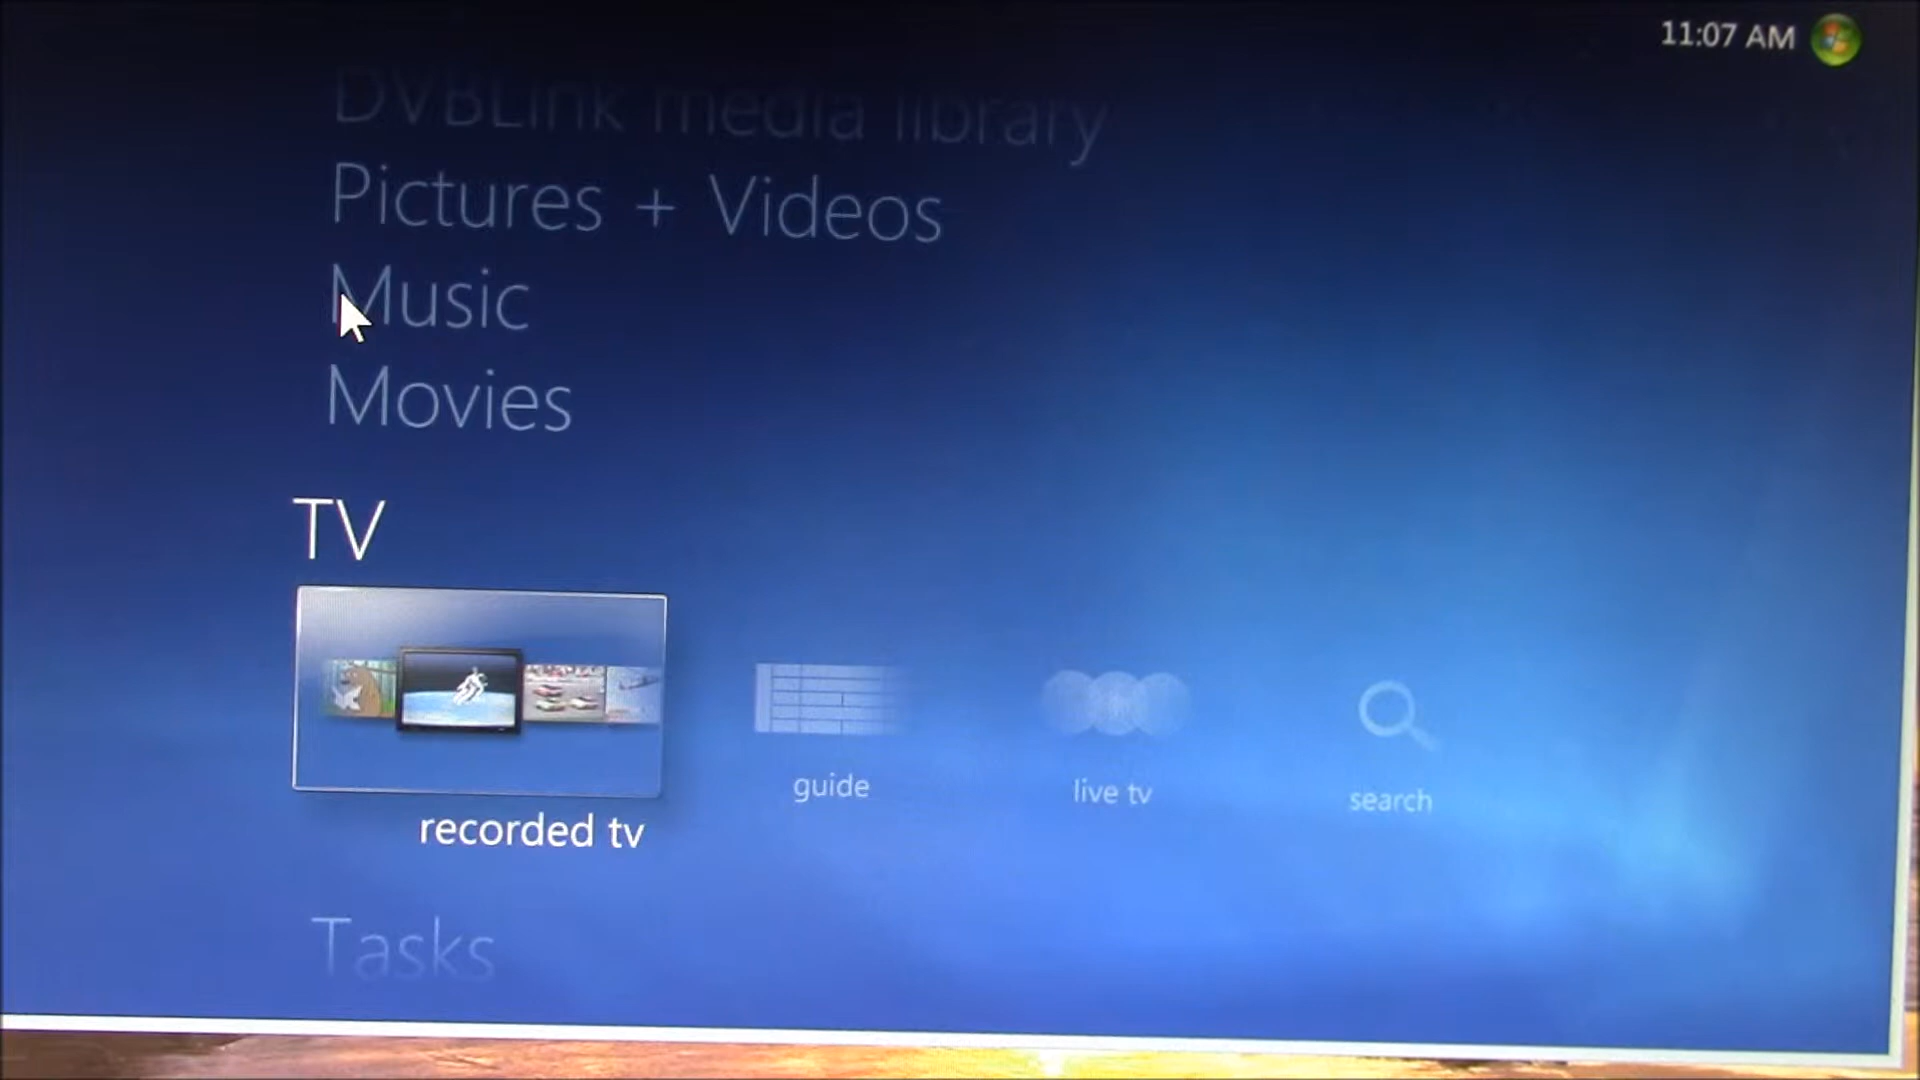 11:07 AM
DVBLink media library
Pictures + Videos
Music
Movies
TV
recorded tv
guide
live tv
search
Tasks